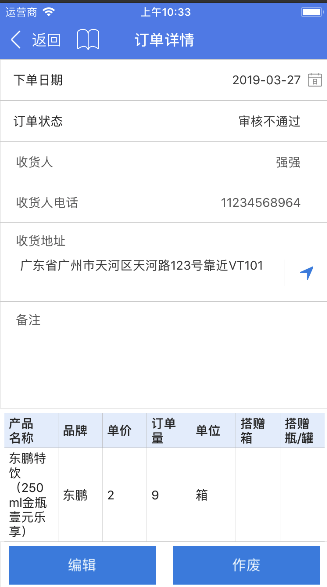 运营商 上午10:33
返回 订单详情
下单日期 2019-03-27
订单状态 审核不通过
收货人 强强
收货人电话 11234568964
收货地址
广东省广州市天河区天河路123号靠近VT101
备注
产品名称 品牌 单价 订单量 单位 搭赠箱 搭赠瓶/罐
东鹏特饮（250ml金瓶壹元乐享） 东鹏 2 9 箱
编辑 作废